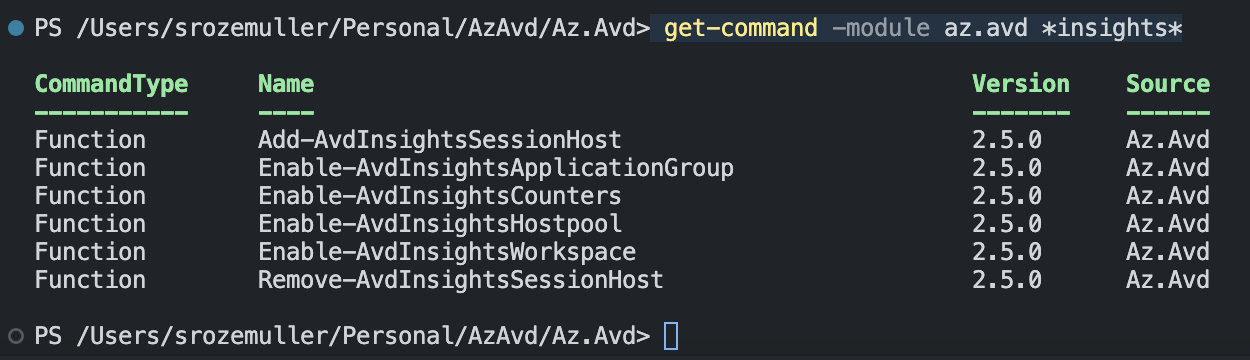 PS /Users/srozemuller/Personal/AzAvd/Az.Avd> get-command -module az.avd *insights*
CommandType Name Version Source
----------- ---- ------- ------
Function Add-AvdInsightsSessionHost 2.5.0 Az.Avd
Function Enable-AvdInsightsApplicationGroup 2.5.0 Az.Avd
Function Enable-AvdInsightsCounters 2.5.0 Az.Avd
Function Enable-AvdInsightsHostpool 2.5.0 Az.Avd
Function Enable-AvdInsightsWorkspace 2.5.0 Az.Avd
Function Remove-AvdInsightsSessionHost 2.5.0 Az.Avd
PS /Users/srozemuller/Personal/AzAvd/Az.Avd>